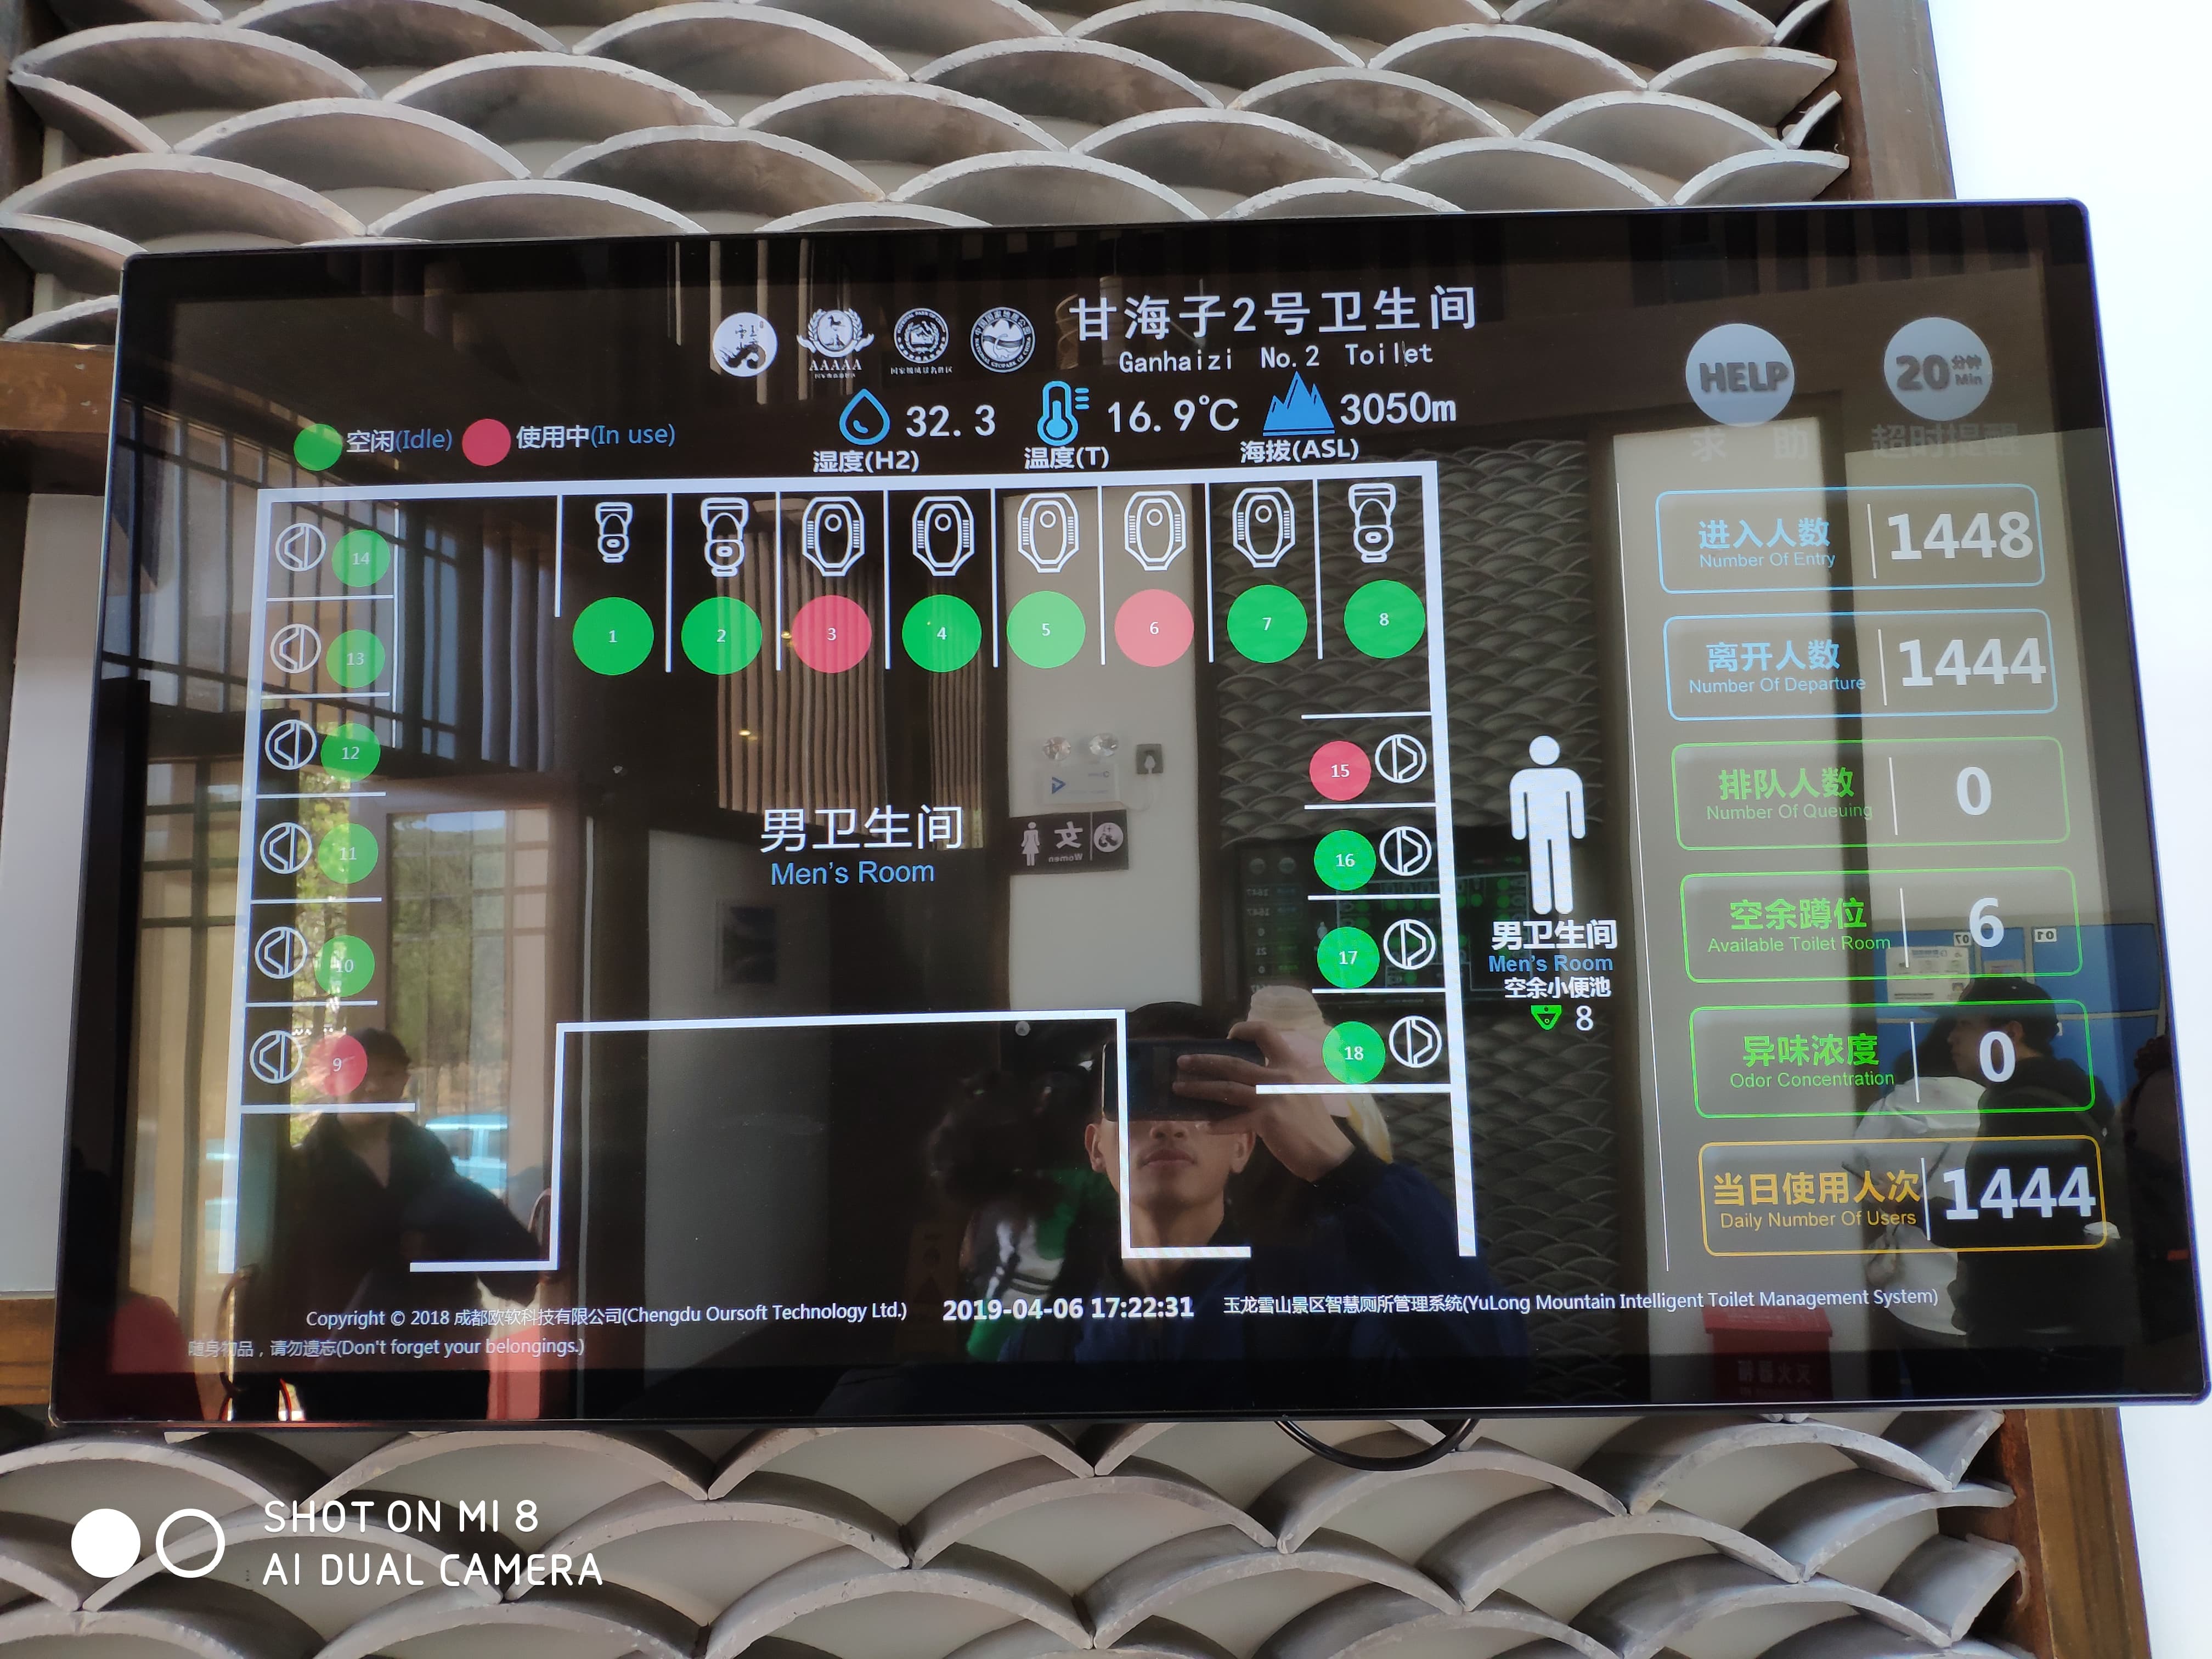 甘海子2号卫生间
Ganhaizi No.2 Toilet
AAAAA
HELP
20分钟 Min
求 助
超时提醒
空闲(Idle) 使用中(In use)
32.3 16.9℃ 3050m
湿度(H2) 温度(T) 海拔(ASL)
14
13
12
11
10
9
1 2 3 4 5 6 7 8
15
16
17
18
男卫生间
Men's Room
男卫生间
Men's Room
空余小便池
8
进入人数 1448
Number Of Entry
离开人数 1444
Number Of Departure
排队人数 0
Number Of Queuing
空余蹲位 6
Available Toilet Room
异味浓度 0
Odor Concentration
当日使用人次 1444
Daily Number Of Users
Copyright © 2018 成都欧软科技有限公司(Chengdu Oursoft Technology Ltd.) 2019-04-06 17:22:31 玉龙雪山景区智慧厕所管理系统(YuLong Mountain Intelligent Toilet Management System)
随身物品，请勿遗忘(Don't forget your belongings.)
SHOT ON MI 8
AI DUAL CAMERA